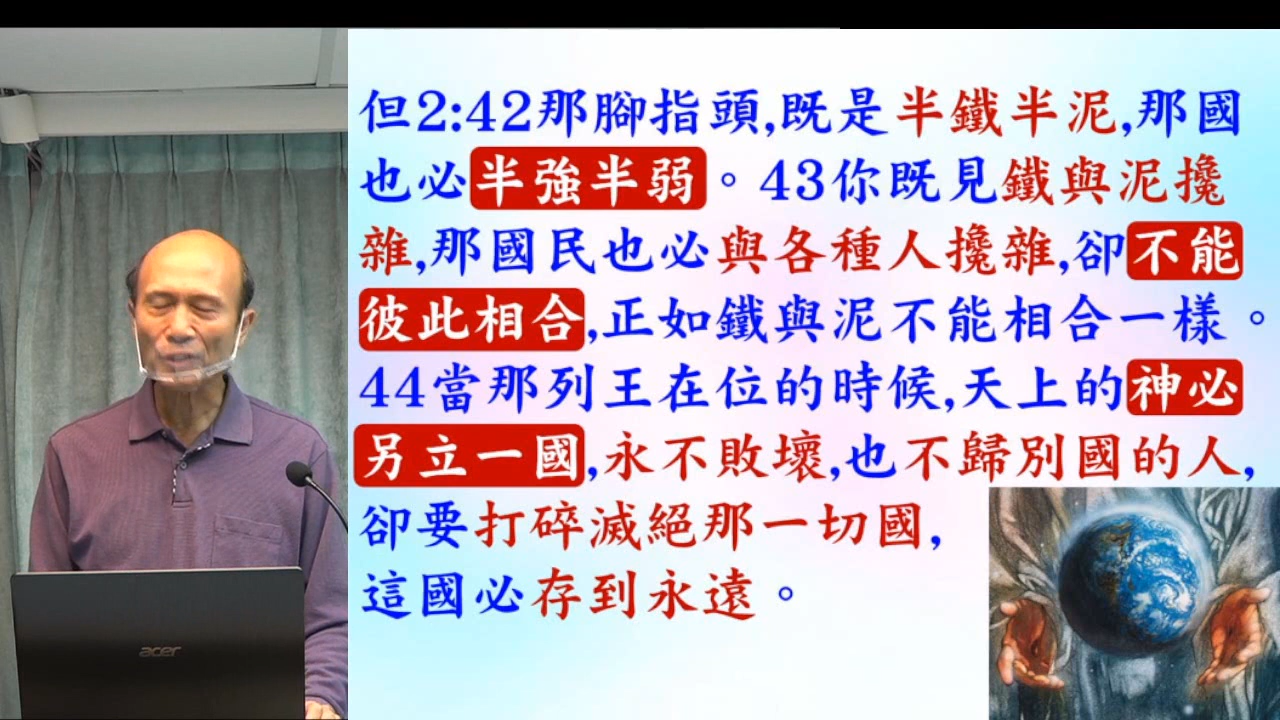 但2:42那腳指頭,既是半鐵半泥,那國
也必半強半弱。43你既見鐵與泥攙
雜,那國民也必與各種人攙雜,卻不能
彼此相合,正如鐵與泥不能相合一樣。
44當那列王在位的時候,天上的神必
另立一國,永不敗壞,也不歸別國的人,
卻要打碎滅絕那一切國,
這國必存到永遠。
acer